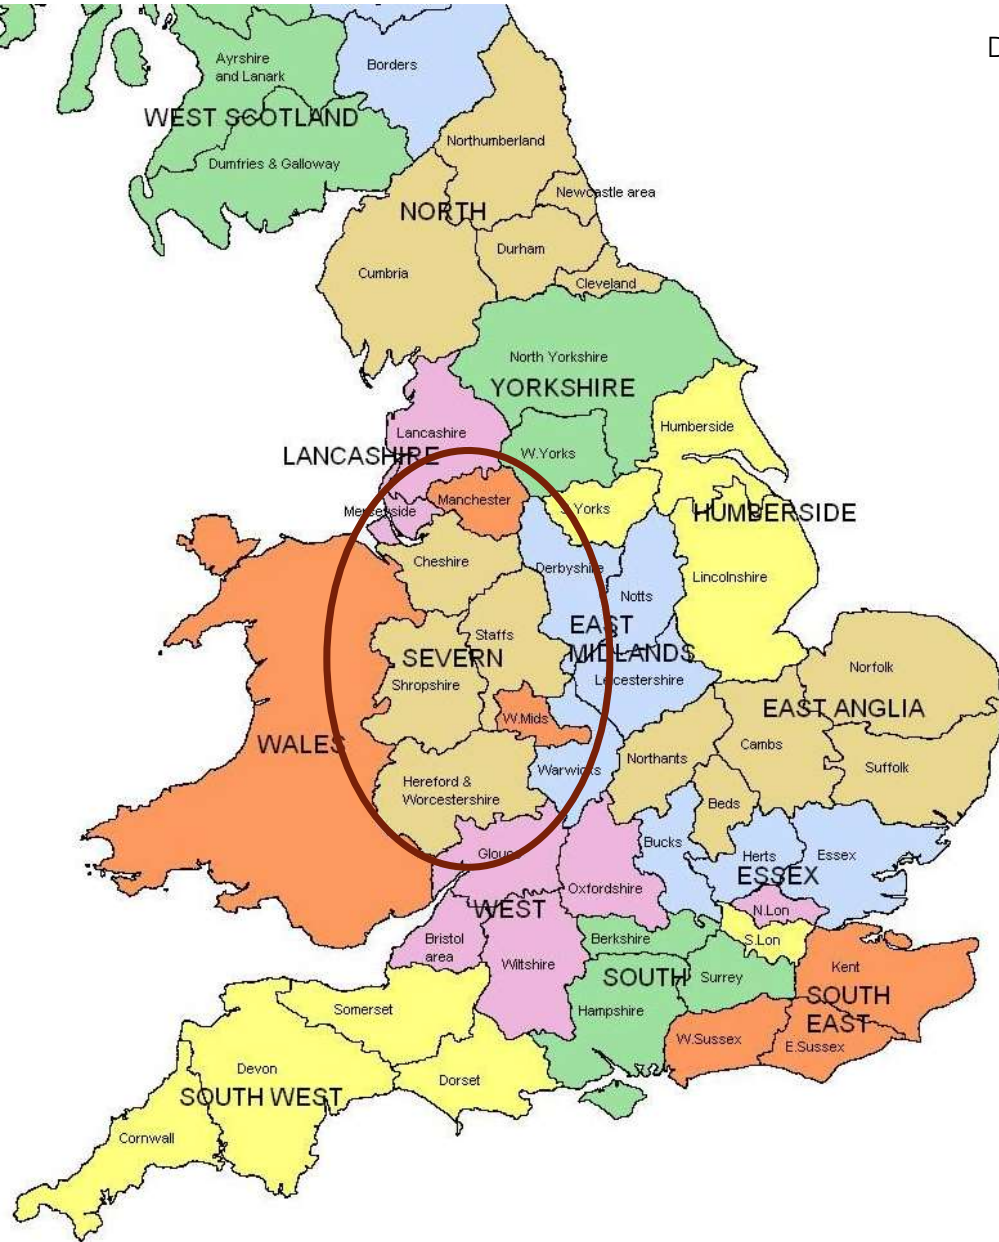 D
Ayrshire
and Lanark
Borders
WEST SCOTLAND
Northumberland
Dumfries & Galloway
Newcastle area
NORTH
Durham
Cumbria
Cleveland
North Yorkshire
YORKSHIRE
Lancashire
Humberside
LANCASHIRE
W.Yorks
Manchester
Merseyside
S.Yorks
HUMBERSIDE
Cheshire
Derbyshire
Lincolnshire
Notts
Staffs
EAST
MIDLANDS
SEVERN
Norfolk
Shropshire
Leicestershire
EAST ANGLIA
W.Mids
WALES
Cambs
Northants
Warwicks
Suffolk
Hereford &
Worcestershire
Beds
Bucks
Glouc
Herts
Essex
ESSEX
Oxfordshire
WEST
N.Lon
Bristol
area
Berkshire
S.Lon
Wiltshire
Kent
SOUTH
Surrey
SOUTH
EAST
Somerset
Hampshire
W.Sussex
E.Sussex
Devon
Dorset
SOUTH WEST
Cornwall